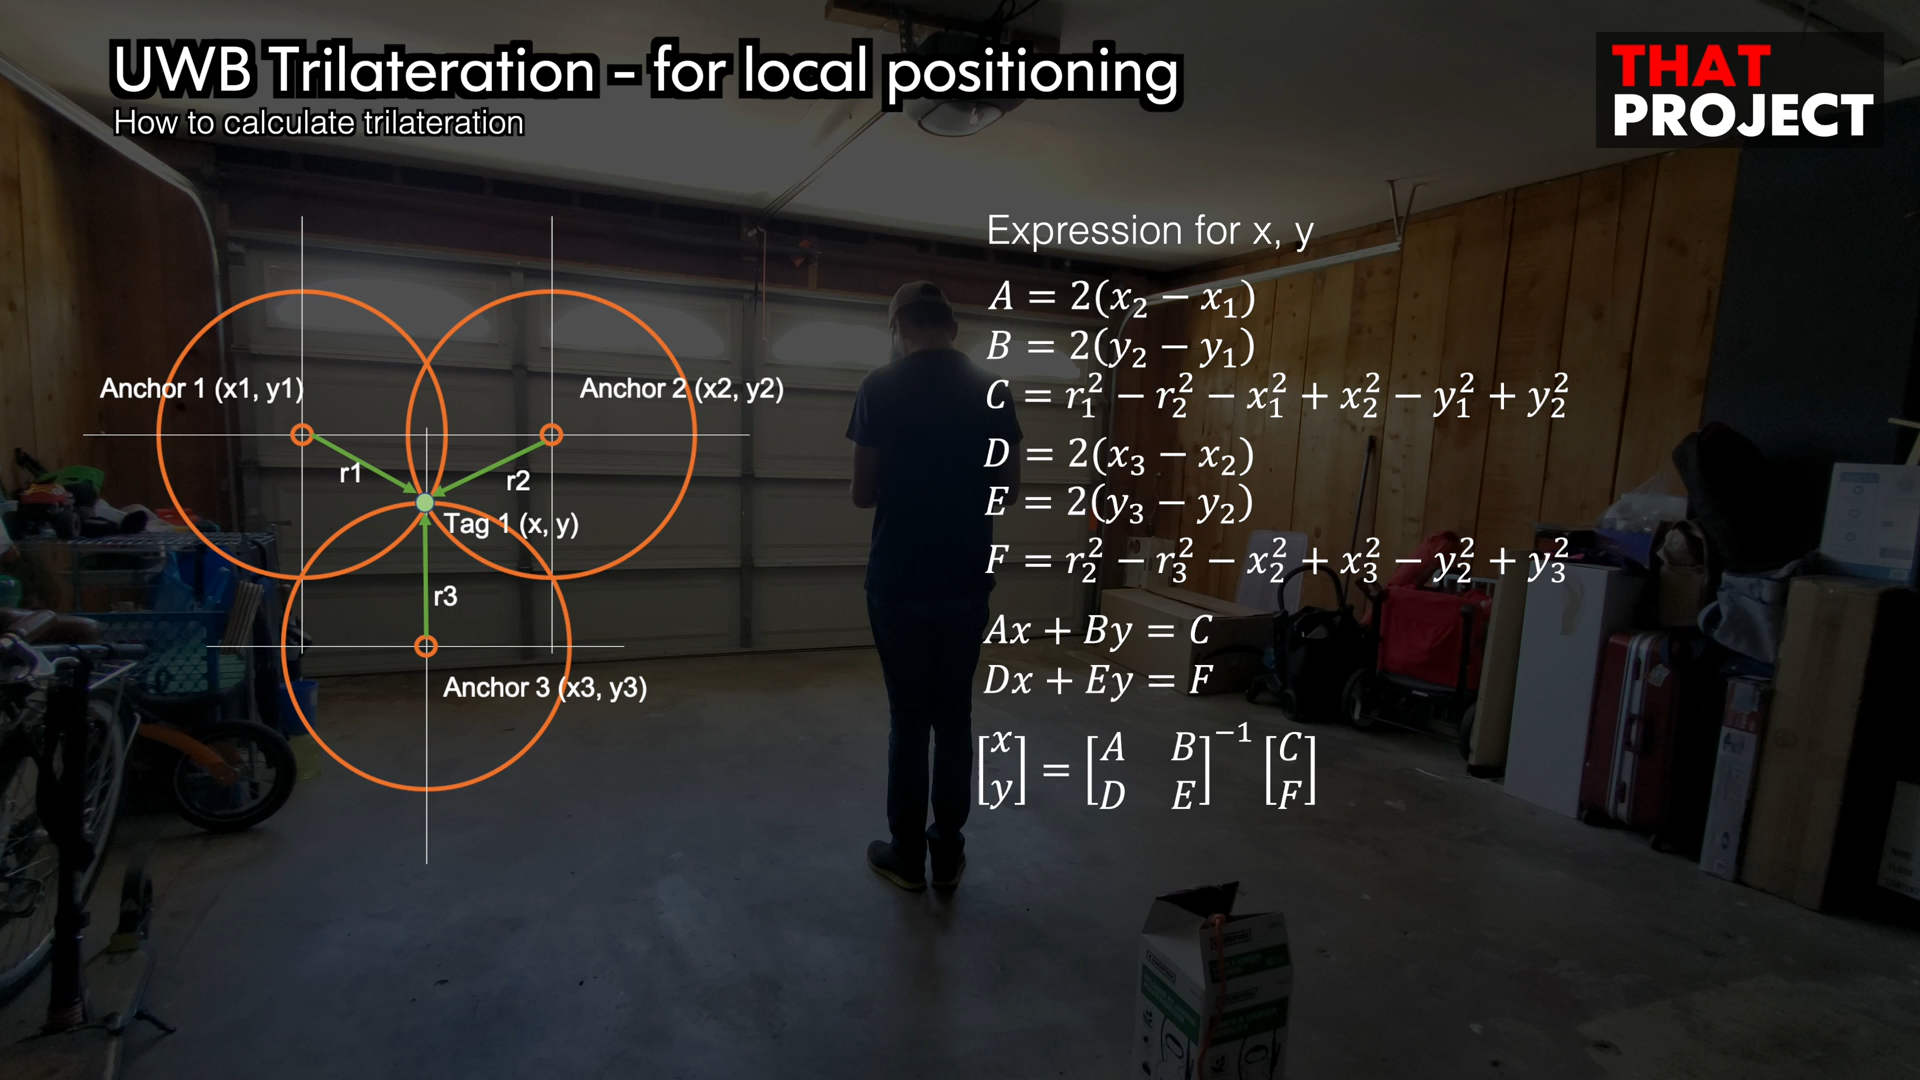 UWB Trilateration - for local positioning
How to calculate trilateration
THAT
PROJECT
Anchor 1 (x1, y1)
Anchor 2 (x2, y2)
r1
r2
Tag 1 (x, y)
r3
Anchor 3 (x3, y3)
Expression for x, y
A = 2(x₂ − x₁)
B = 2(y₂ − y₁)
C = r₁² − r₂² − x₁² + x₂² − y₁² + y₂²
D = 2(x₃ − x₂)
E = 2(y₃ − y₂)
F = r₂² − r₃² − x₂² + x₃² − y₂² + y₃²
Ax + By = C
Dx + Ey = F
[x y] = [A B D E]⁻¹ [C F]